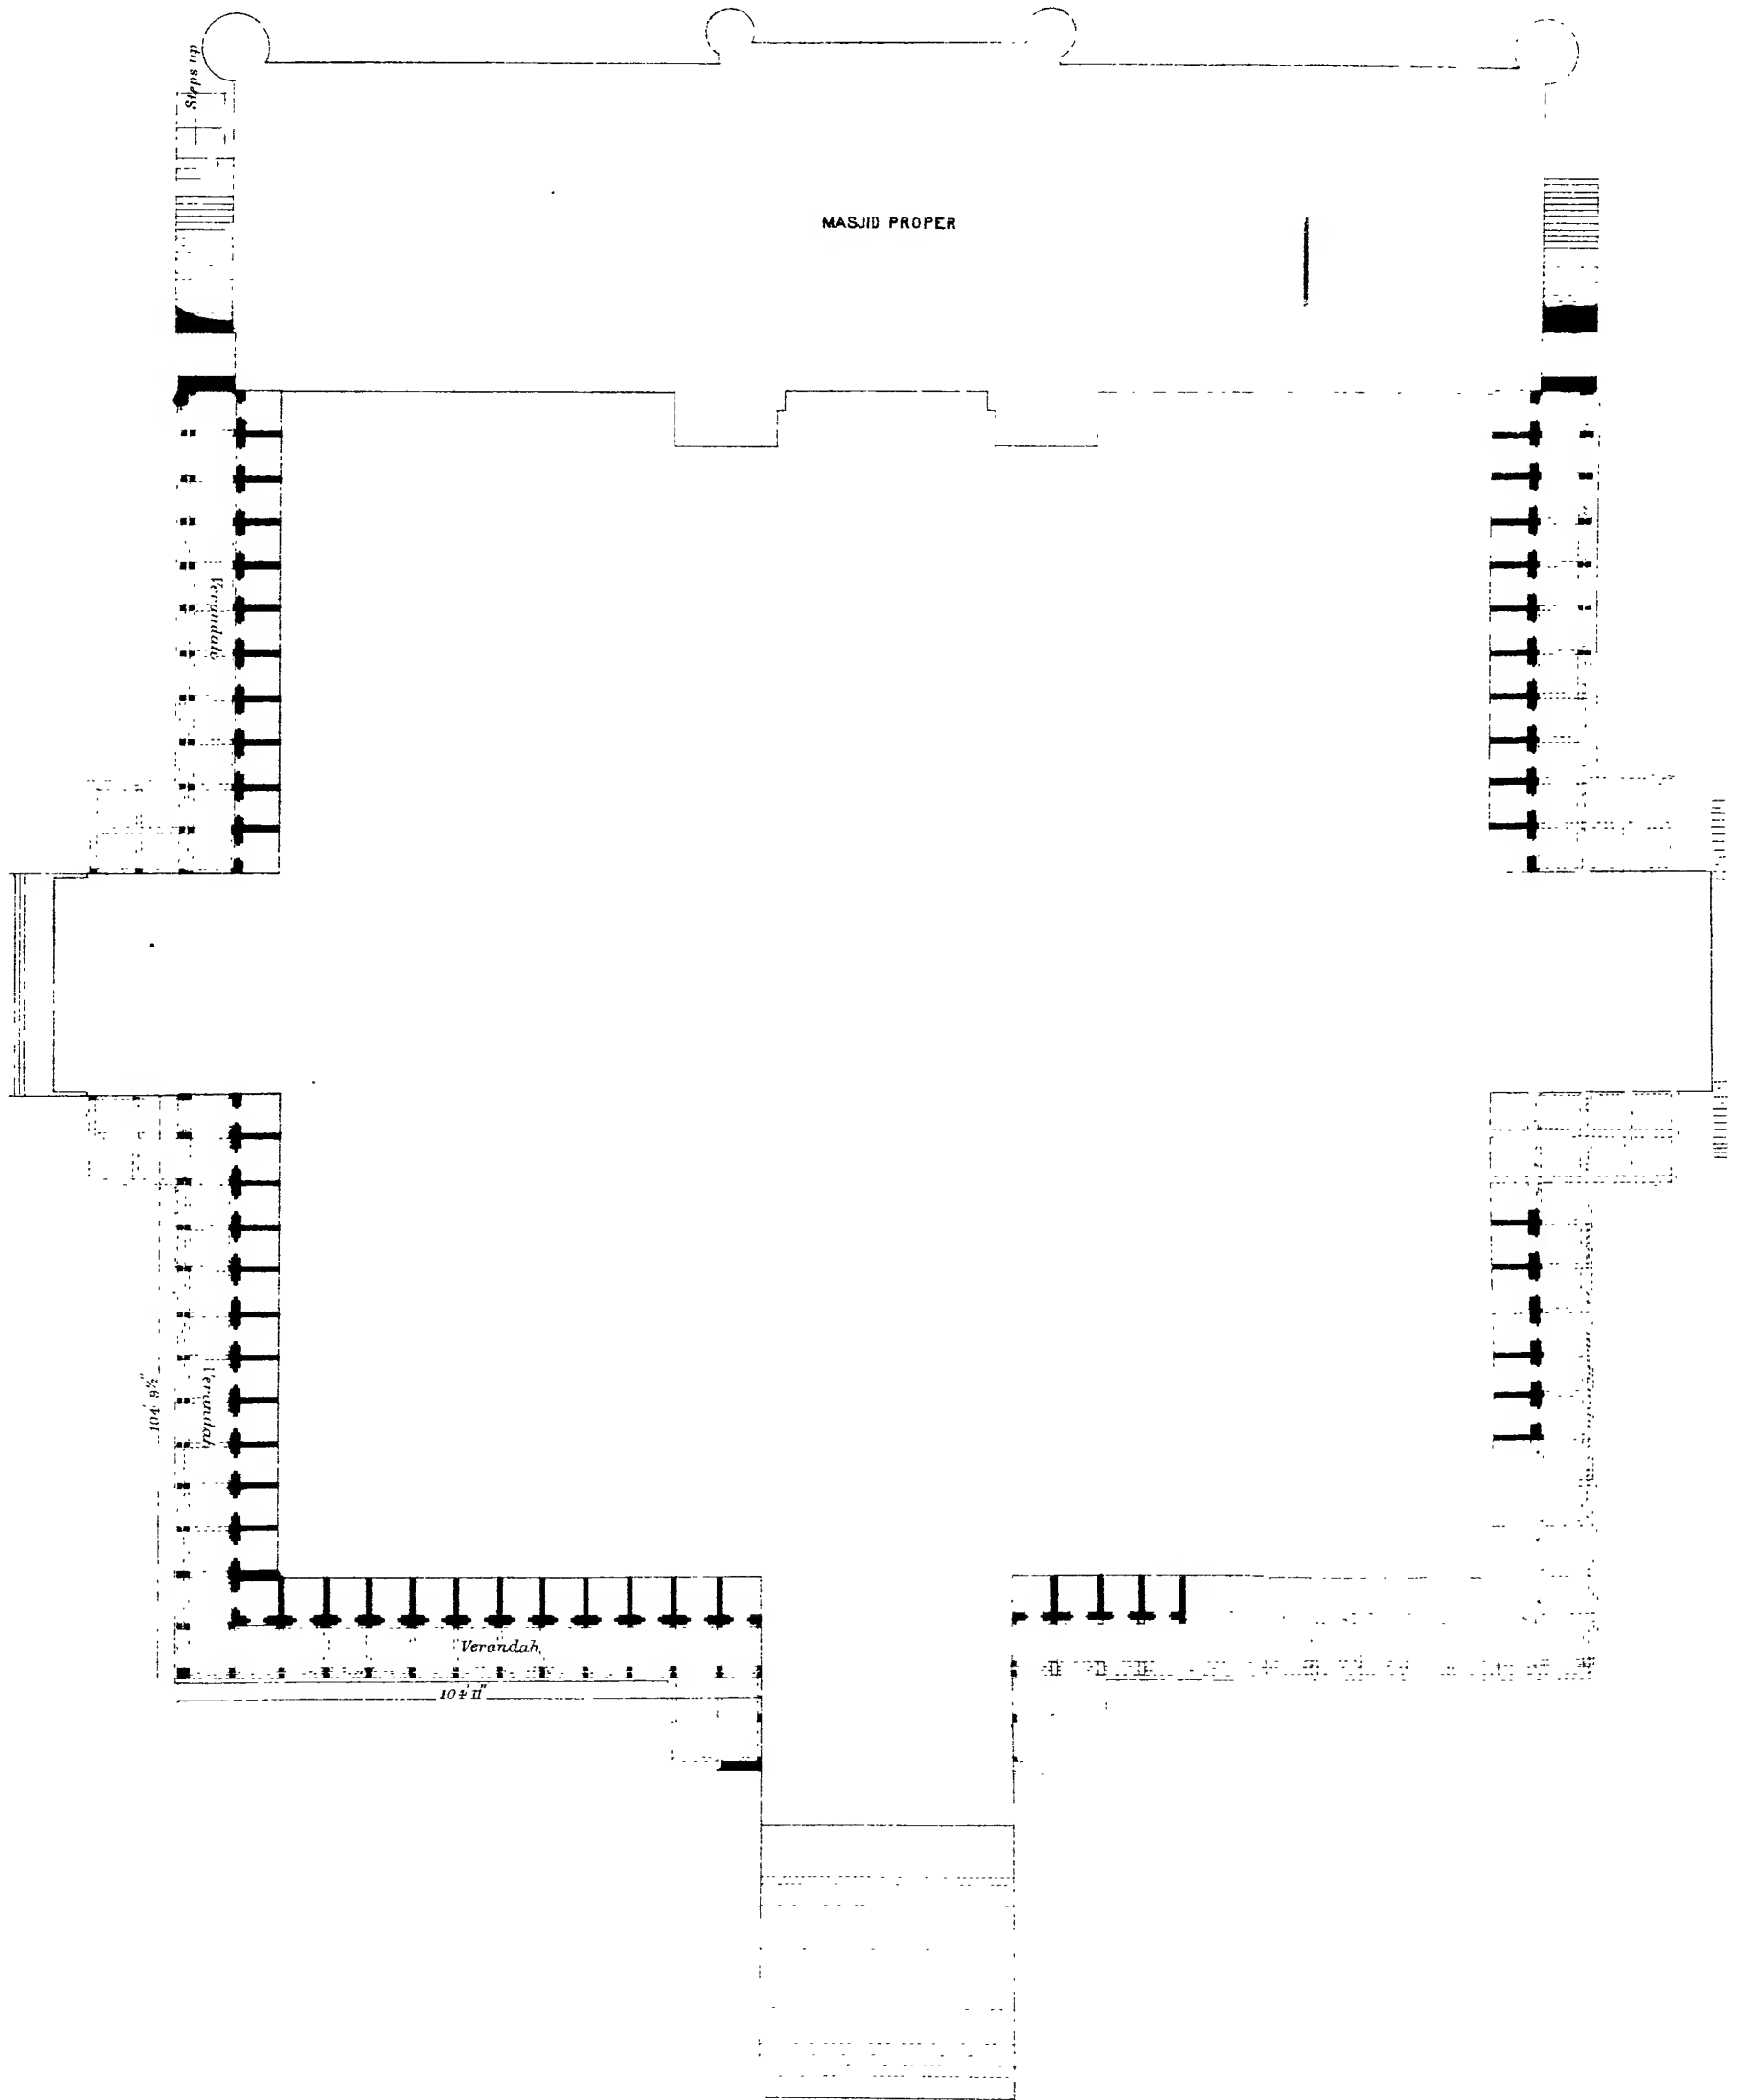 Steps up
MASJID PROPER
Verandah
104' 9½"
Verandah
Verandah
104' 11"